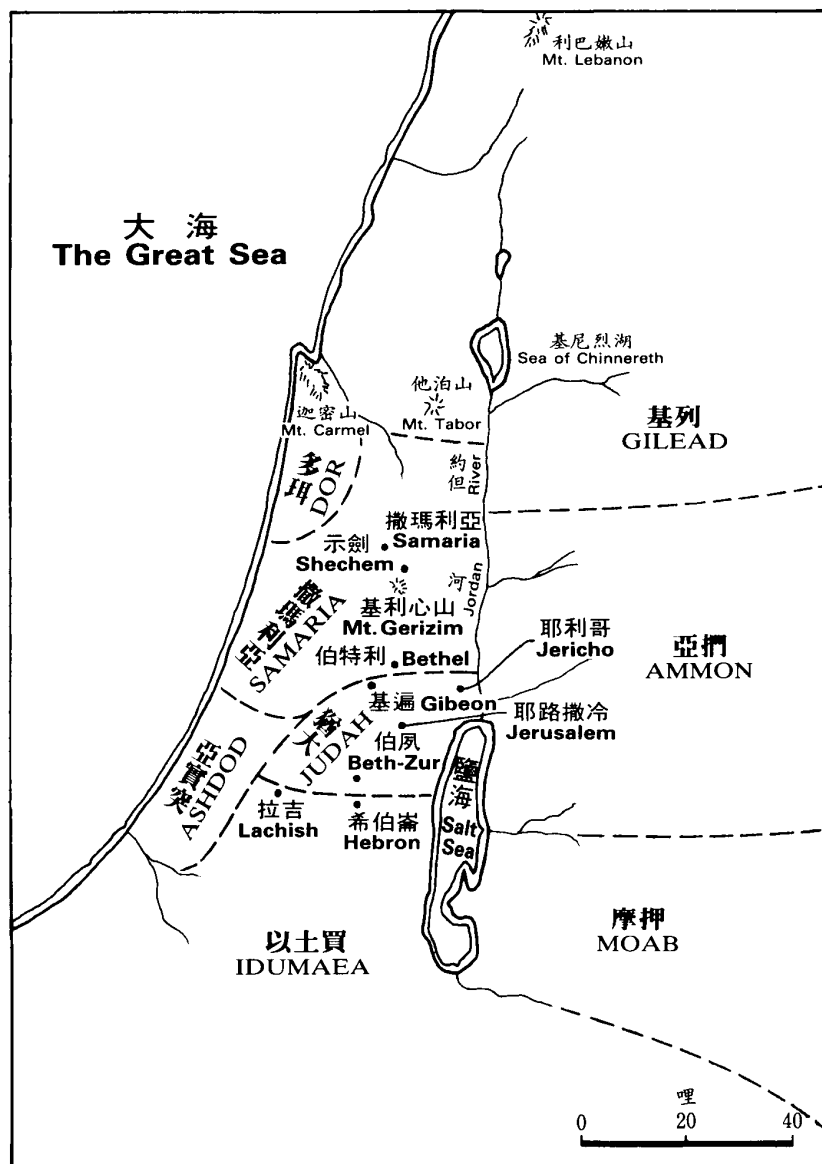 利巴嫩山
Mt. Lebanon
大海
The Great Sea
基尼烈湖
Sea of Chinnereth
他泊山
Mt. Tabor
迦密山
Mt. Carmel
基列
GILEAD
多珥
DOR
約但河
River Jordan
撒瑪利亞
Samaria
示劍
Shechem
基利心山
Mt. Gerizim
撒瑪利亞
SAMARIA
耶利哥
Jericho
伯特利
Bethel
亞捫
AMMON
基遍
Gibeon
耶路撒冷
Jerusalem
猶大
JUDAH
伯夙
Beth-Zur
亞實突
ASHDOD
鹽海
Salt
Sea
拉吉
Lachish
希伯崙
Hebron
以土買
IDUMAEA
摩押
MOAB
哩
0 20 40